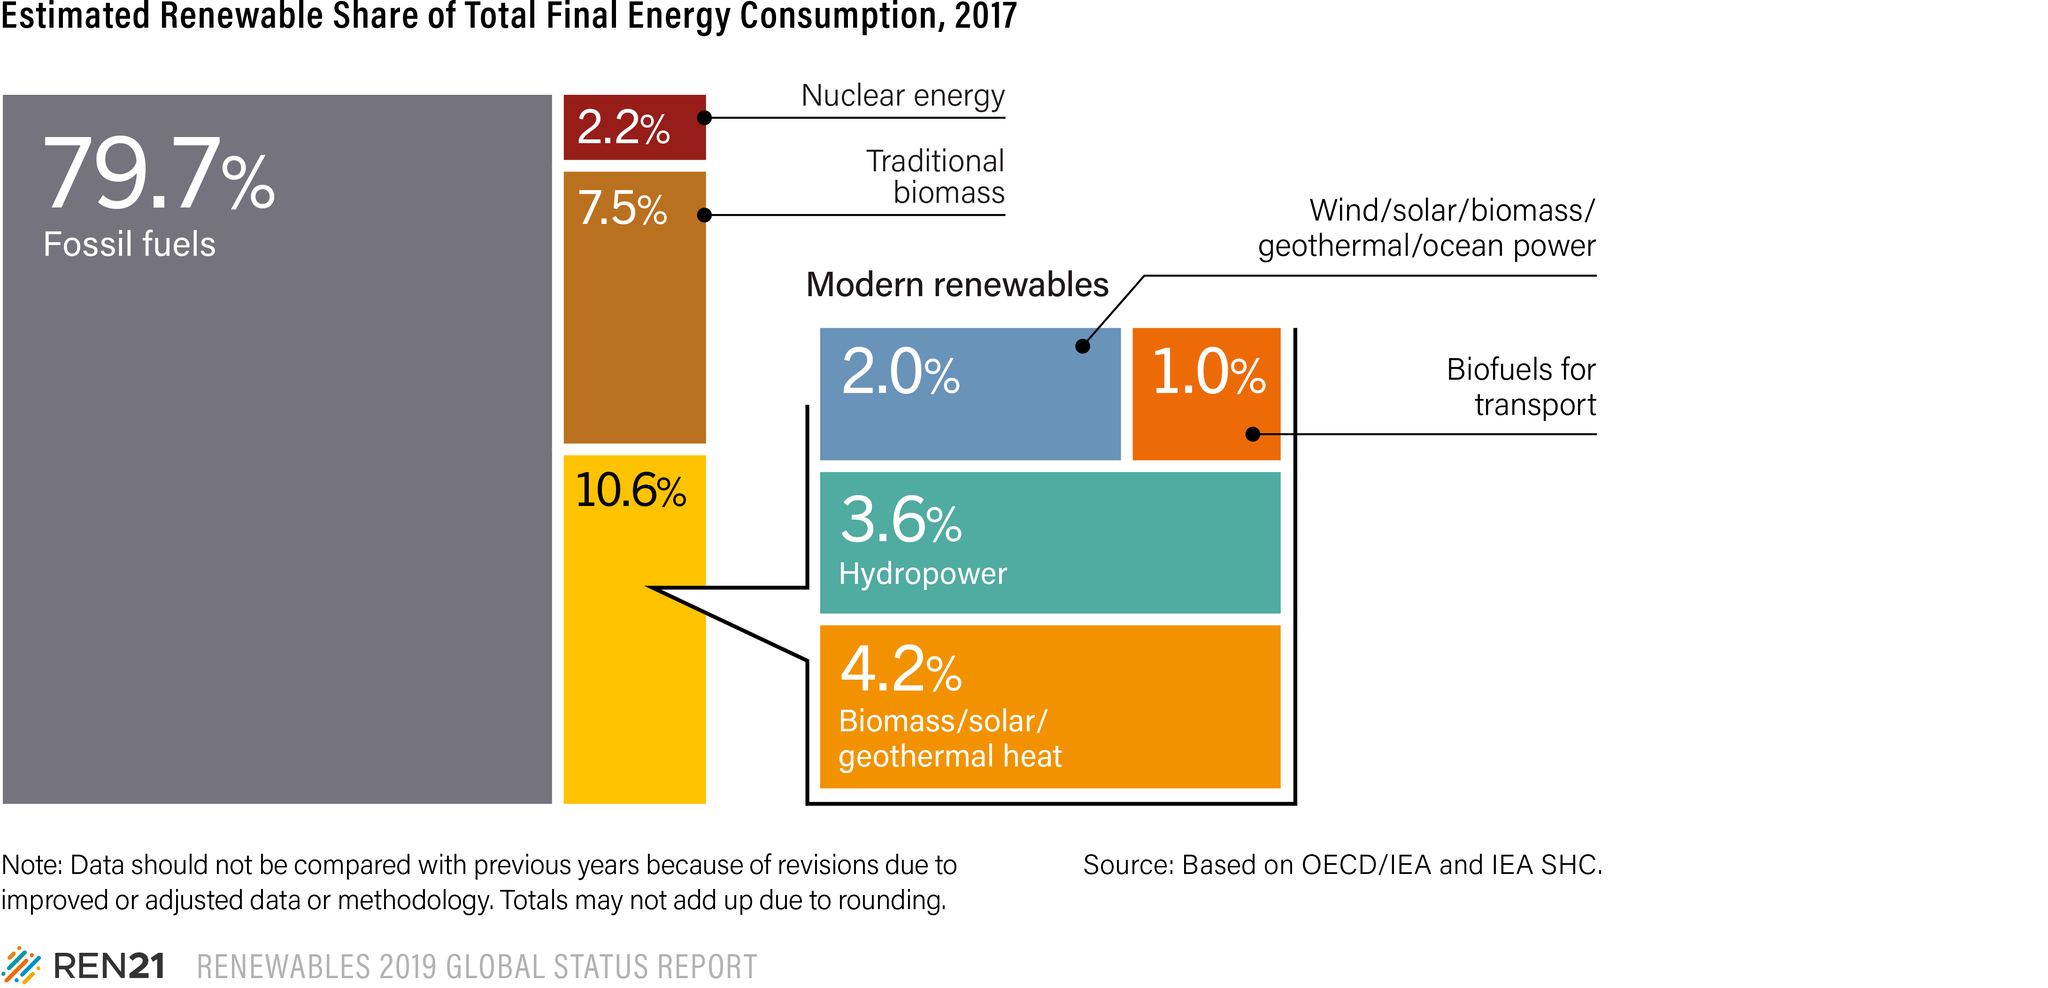 Estimated Renewable Share of Total Final Energy Consumption, 2017
79.7%
Fossil fuels
2.2%
Nuclear energy
7.5%
Traditional
biomass
10.6%
Modern renewables
Wind/solar/biomass/
geothermal/ocean power
2.0%
1.0%
Biofuels for
transport
3.6%
Hydropower
4.2%
Biomass/solar/
geothermal heat
Note: Data should not be compared with previous years because of revisions due to
improved or adjusted data or methodology. Totals may not add up due to rounding.
Source: Based on OECD/IEA and IEA SHC.
REN21 RENEWABLES 2019 GLOBAL STATUS REPORT